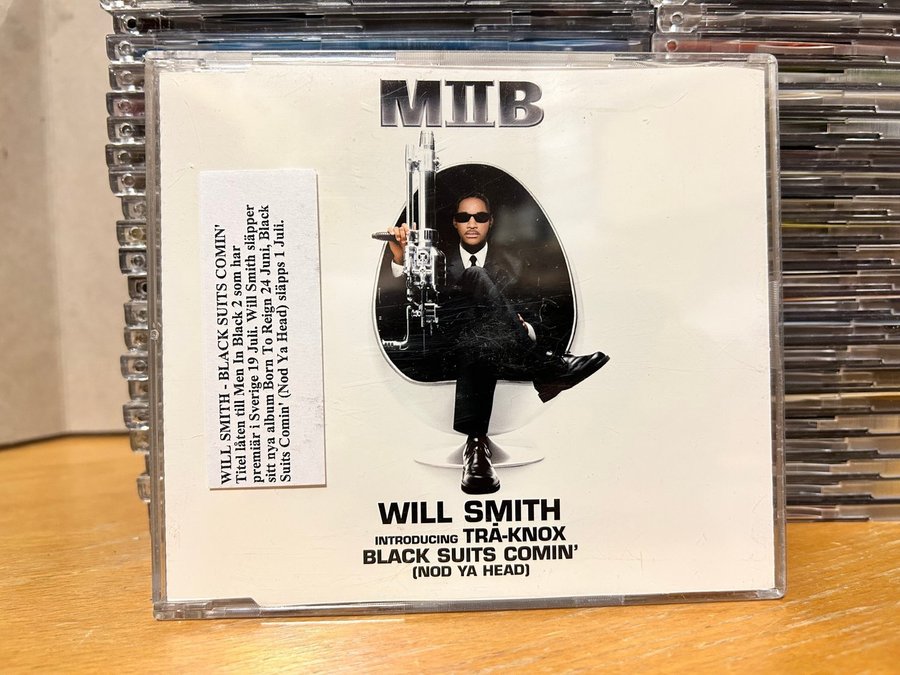 MIIB
WILL SMITH - BLACK SUITS COMIN'
Titel låten till Men In Black 2 som har
premiär i Sverige 19 Juli. Will Smith släpper
sitt nya album Born To Reign 24 Juni, Black
Suits Comin' (Nod Ya Head) släpps 1 Juli.
WILL SMITH
INTRODUCING TRĀ-KNOX
BLACK SUITS COMIN'
(NOD YA HEAD)